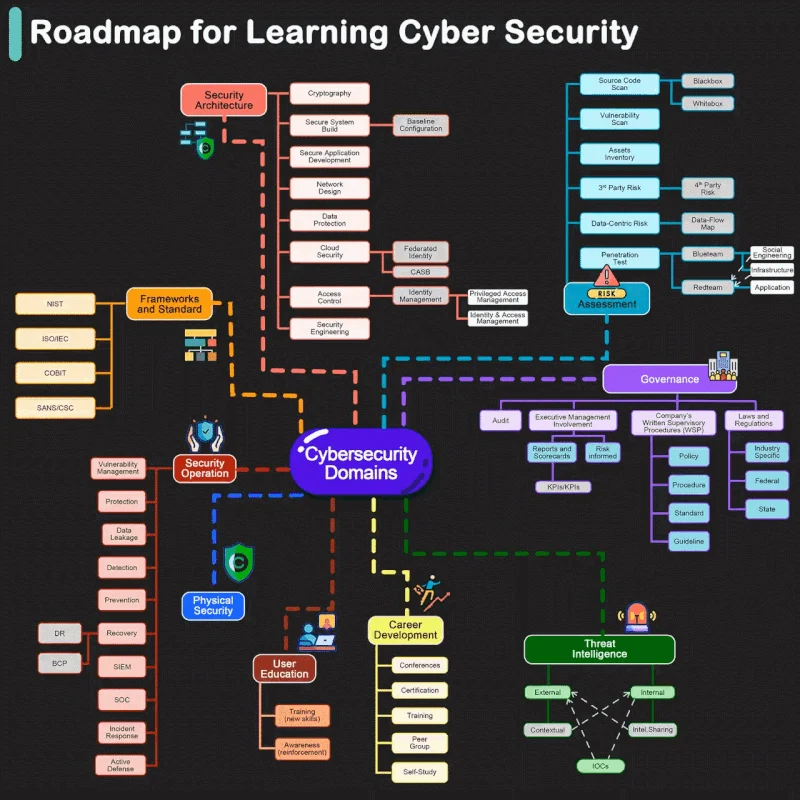 Roadmap for Learning Cyber Security
Security
Architecture
Cryptography
Secure System
Build
Baseline
Configuration
Secure Application
Development
Network
Design
Data
Protection
Cloud
Security
Federated
Identity
CASB
Access
Control
Identity
Management
Privileged Access
Management
Identity & Access
Management
Security
Engineering
Source Code
Scan
Blackbox
Whitebox
Vulnerability
Scan
Assets
Inventory
3rd Party Risk
4th Party
Risk
Data-Centric Risk
Data-Flow
Map
Penetration
Test
Blueteam
Social
Engineering
Infrastructure
Redteam
Application
RISK
Assessment
Frameworks
and Standard
NIST
ISO/IEC
COBIT
SANS/CSC
Governance
Audit
Executive Management
Involvement
Reports and
Scorecards
Risk
informed
KPIs/KPIs
Company's
Written Supervisory
Procedures (WSP)
Policy
Procedure
Standard
Guideline
Laws and
Regulations
Industry
Specific
Federal
State
Cybersecurity
Domains
Security
Operation
Vulnerability
Management
Protection
Data
Leakage
Detection
Prevention
Recovery
DR
BCP
SIEM
SOC
Incident
Response
Active
Defense
Physical
Security
User
Education
Training
(new skills)
Awareness
(reinforcement)
Career
Development
Conferences
Certification
Training
Peer
Group
Self-Study
Threat
Intelligence
External
Internal
Contextual
Intel.Sharing
IOCs